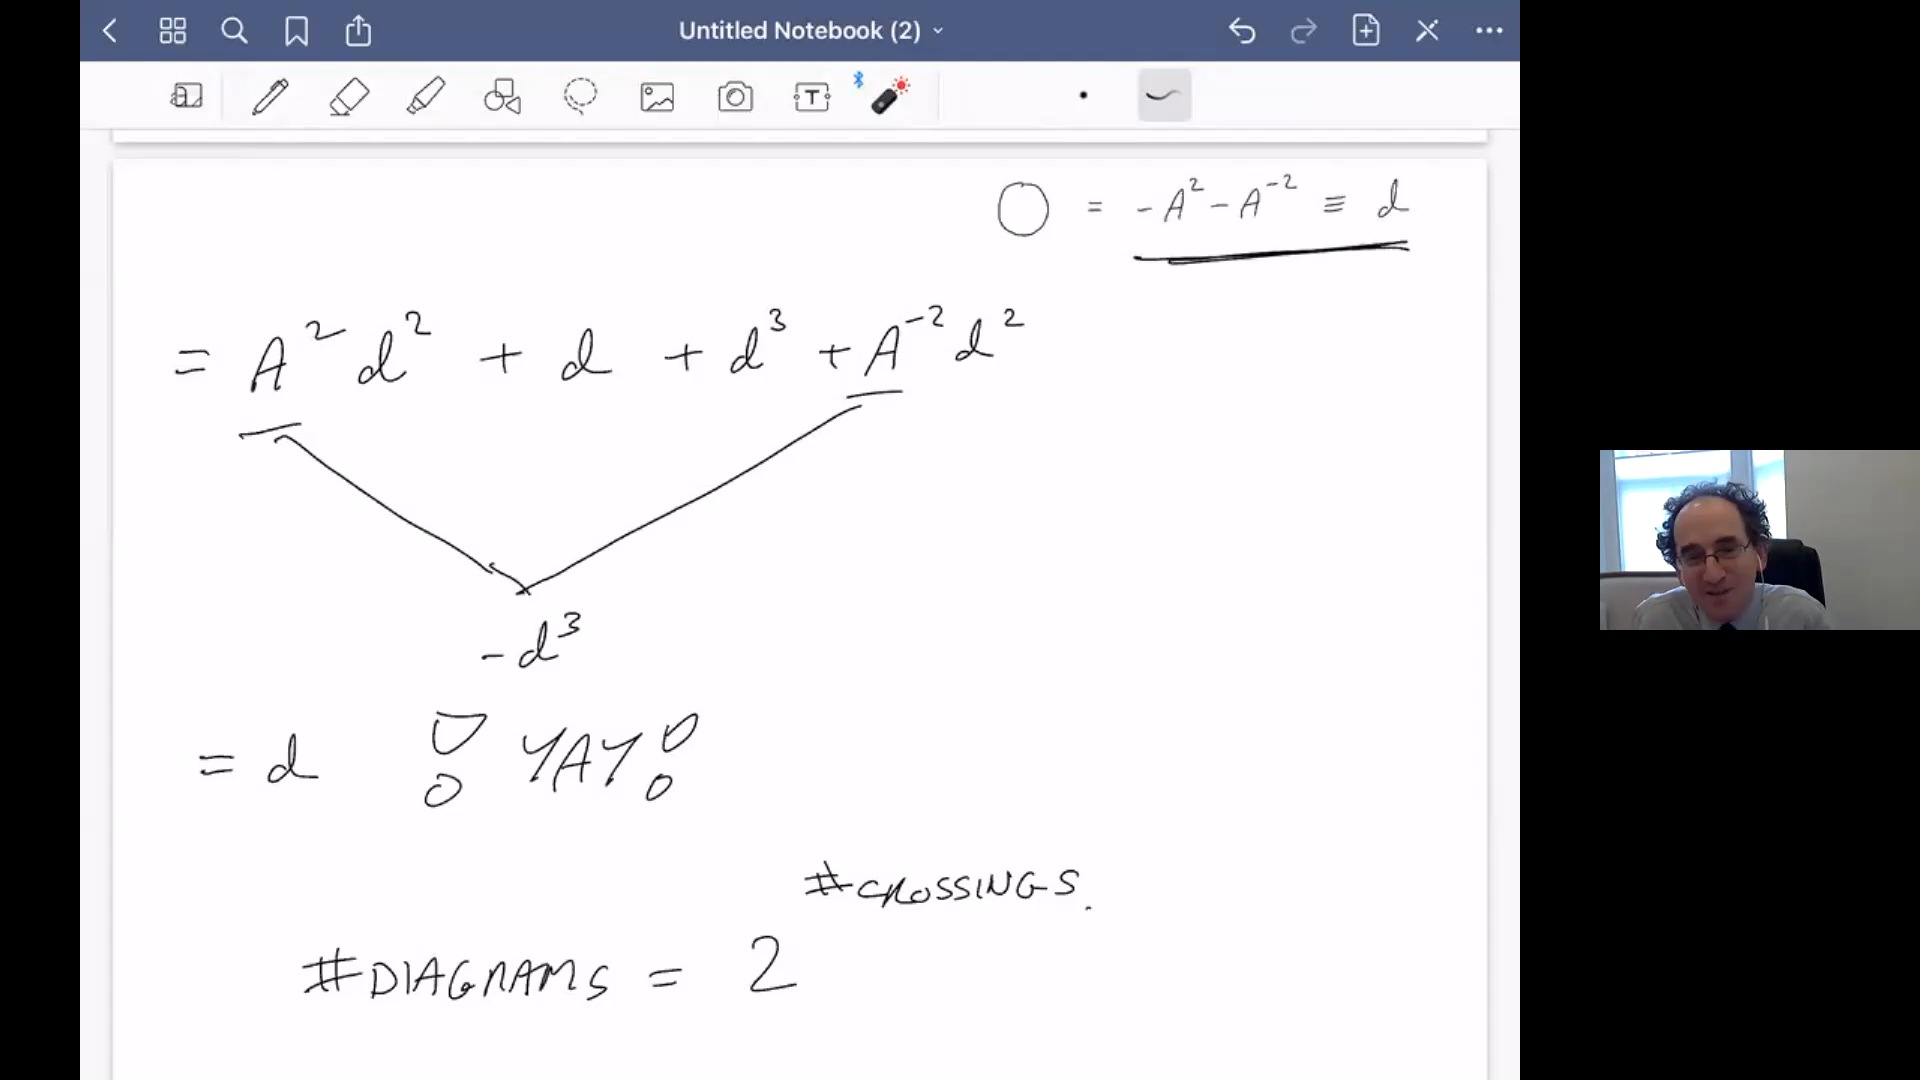 Untitled Notebook (2)
T
○ = -A² - A⁻² ≡ d
= A² d² + d + d³ + A⁻² d²
-d³
= d !! YAY !!
#CROSSINGS.
#DIAGRAMS = 2